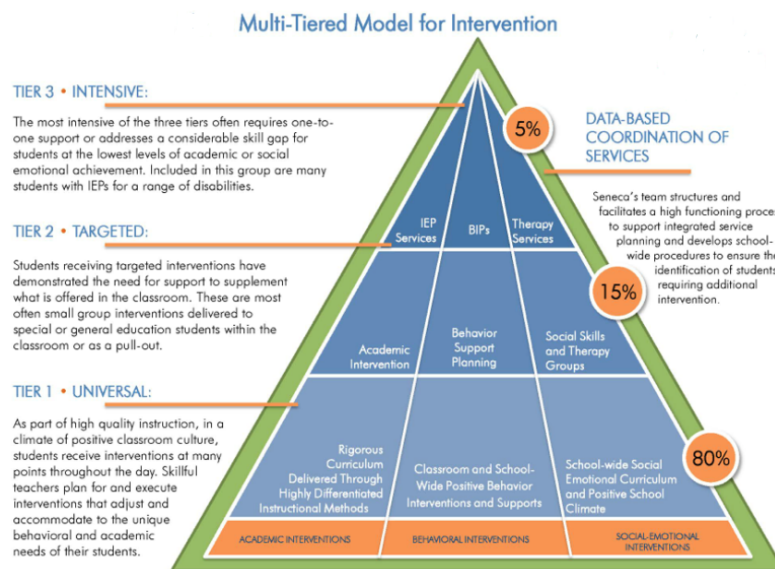 Multi-Tiered Model for Intervention
TIER 3 • INTENSIVE:
The most intensive of the three tiers often requires one-to-
one support or addresses a considerable skill gap for
students at the lowest levels of academic or social
emotional achievement. Included in this group are many
students with IEPs for a range of disabilities.
TIER 2 • TARGETED:
Students receiving targeted interventions have
demonstrated the need for support to supplement
what is offered in the classroom. These are most
often small group interventions delivered to
special or general education students within the
classroom or as a pull-out.
TIER 1 • UNIVERSAL:
As part of high quality instruction, in a
climate of positive classroom culture,
students receive interventions at many
points throughout the day. Skillful
teachers plan for and execute
interventions that adjust and
accommodate to the unique
behavioral and academic
needs of their students.
5%
IEP
Services
BIPs
Therapy
Services
15%
Academic
Intervention
Behavior
Support
Planning
Social Skills
and Therapy
Groups
80%
Rigorous
Curriculum
Delivered Through
Highly Differentiated
Instructional Methods
Classroom and School-
Wide Positive Behavior
Interventions and Supports
School-wide Social
Emotional Curriculum
and Positive School
Climate
ACADEMIC INTERVENTIONS
BEHAVIORAL INTERVENTIONS
SOCIAL-EMOTIONAL
INTERVENTIONS
DATA-BASED
COORDINATION OF
SERVICES
Seneca's team structures and
facilitates a high functioning proces
to support integrated service
planning and develops school-
wide procedures to ensure the
identification of students
requiring additional
intervention.